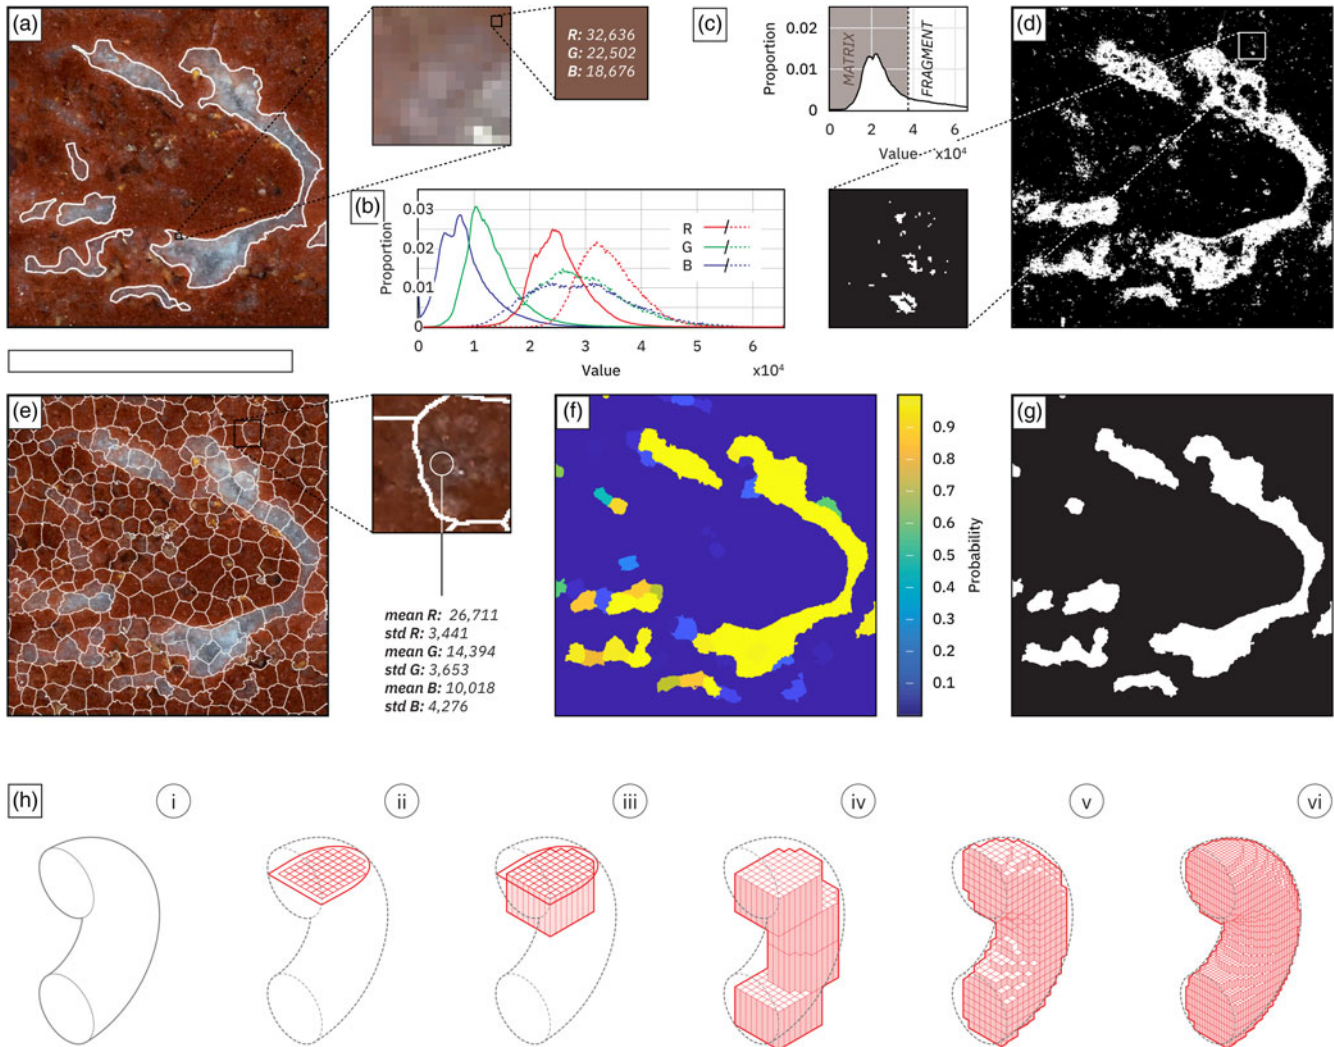 (a)
R: 32,636
G: 22,502
B: 18,676
(b)
Proportion
0.03
0.02
0.01
0
0 1 2 3 4 5 6
Value x10⁴
R /
G /
B /
(c)
Proportion
0.02
0.01
0
MATRIX
FRAGMENT
0 2 4 6
Value x10⁴
(d)
(e)
mean R: 26,711
std R: 3,441
mean G: 14,394
std G: 3,653
mean B: 10,018
std B: 4,276
(f)
0.9
0.8
0.7
0.6
0.5
0.4
0.3
0.2
0.1
Probability
(g)
(h)
i ii iii iv v vi